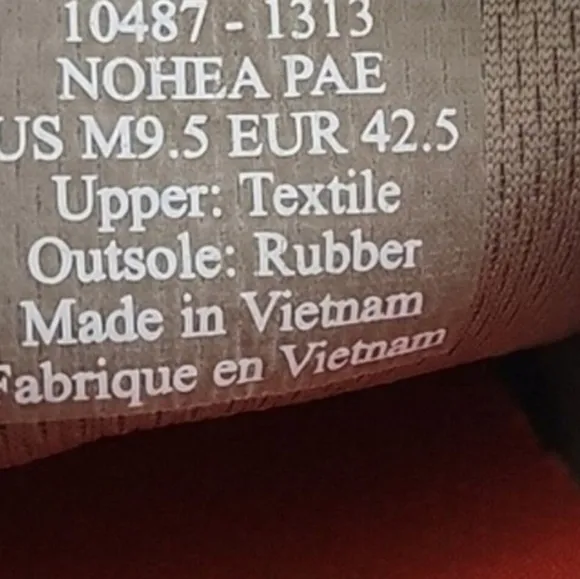 10487 - 1313
NOHEA PAE
US M9.5 EUR 42.5
Upper: Textile
Outsole: Rubber
Made in Vietnam
Fabrique en Vietnam